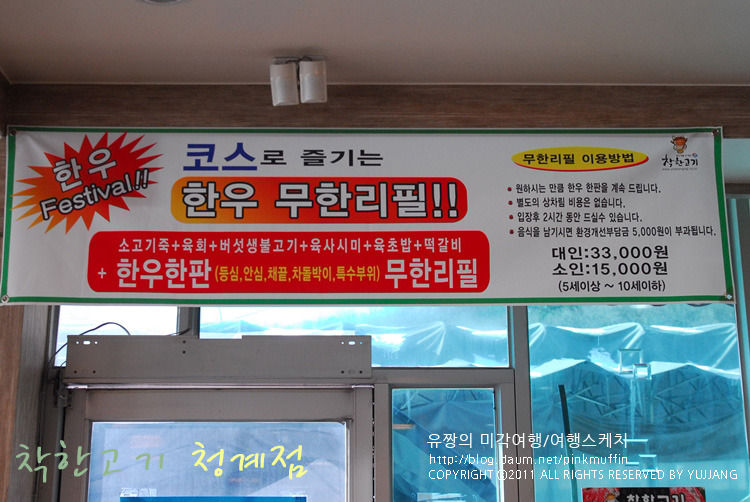 한우
Festival!!
코스로 즐기는
한우 무한리필!!
소고기죽+육회+버섯생불고기+육사시미+육초밥+떡갈비
+ 한우한판 (등심,안심,채끝,차돌박이,특수부위) 무한리필
무한리필 이용방법
착한고기
• 원하시는 만큼 한우 한판을 계속 드립니다.
• 별도의 상차림 비용은 없습니다.
• 입장후 2시간 동안 드실수 있습니다.
• 음식을 남기시면 환경개선부담금 5,000원이 부과됩니다.
대인:33,000원
소인:15,000원
(5세이상 ~ 10세이하)
착한고기 청계점
유짱의 미각여행/여행스케치
http://blog.daum.net/pinkmuffin
COPYRIGHT ©2011 ALL RIGHTS RESERVED BY YUJJANG
착한고기